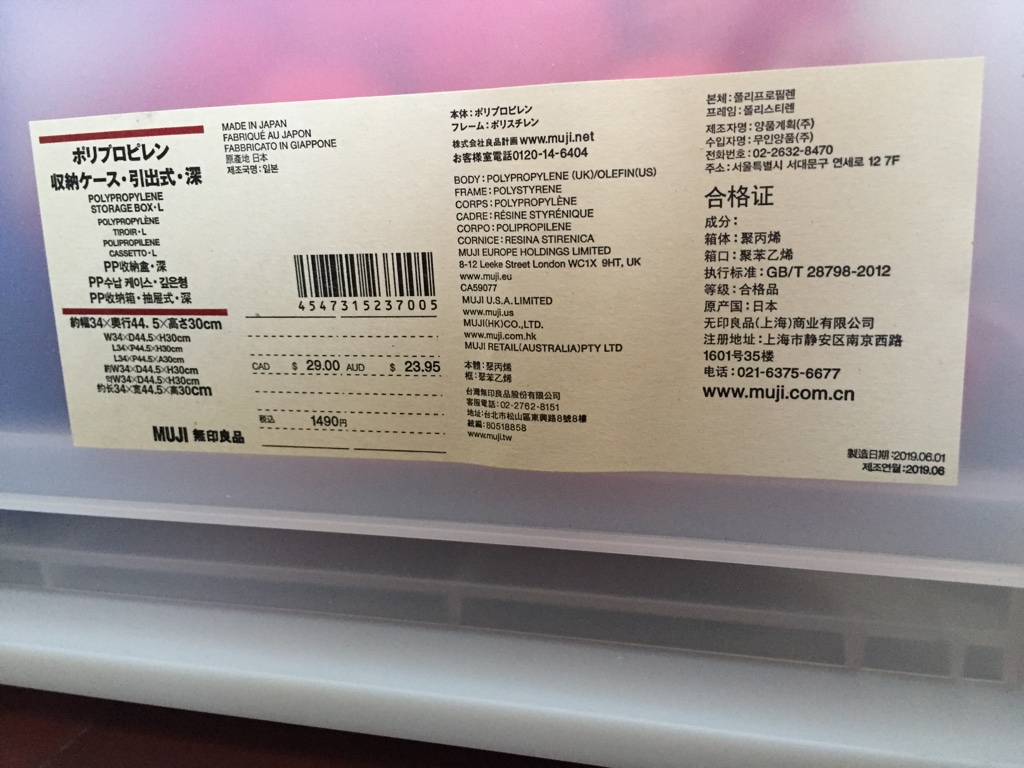 ポリプロピレン
収納ケース・引出式・深
POLYPROPYLENE
STORAGE BOX・L
POLYPROPYLÈNE
TIROIR・L
POLIPROPILENE
CASSETTO・L
PP收納盒・深
PP수납 케이스・깊은형
PP收纳箱・抽屉式・深
約幅34×奥行44.5×高さ30cm
W34×D44.5×H30cm
L34×P44.5×H30cm
L34×P44.5×A30cm
約W34×D44.5×H30cm
약W34×D44.5×H30cm
约长34×宽44.5×高30cm
MUJI 無印良品
MADE IN JAPAN
FABRIQUÉ AU JAPON
FABBRICATO IN GIAPPONE
原產地 日本
제조국명:일본
4547315237005
CAD $ 29.00 AUD $ 23.95
税込 1490円
本体:ポリプロピレン
フレーム:ポリスチレン
株式会社良品計画 www.muji.net
お客様室電話0120-14-6404
BODY:POLYPROPYLENE (UK)/OLEFIN(US)
FRAME:POLYSTYRENE
CORPS:POLYPROPYLÈNE
CADRE:RÉSINE STYRÉNIQUE
CORPO:POLIPROPILENE
CORNICE:RESINA STIRENICA
MUJI EUROPE HOLDINGS LIMITED
8-12 Leeke Street London WC1X 9HT, UK
www.muji.eu
CA59077
MUJI U.S.A. LIMITED
www.muji.us
MUJI(HK)CO.,LTD.
www.muji.com.hk
MUJI RETAIL(AUSTRALIA)PTY LTD
本體:聚丙烯
框:聚苯乙烯
台灣無印良品股份有限公司
客服電話:02-2762-8151
地址:台北市松山區東興路8號8樓
統編:80518858
www.muji.tw
본체:폴리프로필렌
프레임:폴리스티렌
제조자명:양품계획(주)
수입자명:무인양품(주)
전화번호:02-2632-8470
주소:서울특별시 서대문구 연세로 12 7F
合格证
成分:
箱体:聚丙烯
箱口:聚苯乙烯
执行标准:GB/T 28798-2012
等级:合格品
原产国:日本
无印良品(上海)商业有限公司
注册地址:上海市静安区南京西路
1601号35楼
电话:021-6375-6677
www.muji.com.cn
製造日期:2019.06.01
제조연월:2019.06